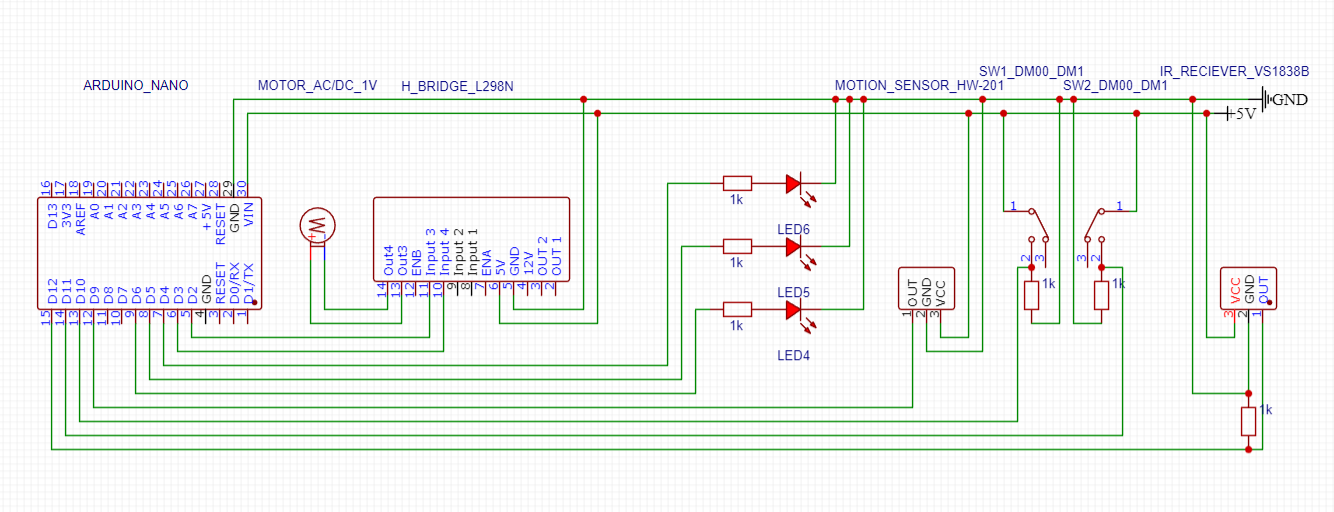 SW1_DM00_DM1
IR_RECIEVER_VS1838B
ARDUINO_NANO
MOTOR_AC/DC_1V
H_BRIDGE_L298N
MOTION_SENSOR_HW-201
SW2_DM00_DM1
GND
+5V
16 17 18 19 20 21 22 23 24 25 26 27 28 29 30
D13 3V3 AREF A0 A1 A2 A3 A4 A5 A6 A7 +5V RESET GND VIN
D12 D11 D10 D9 D8 D7 D6 D5 D4 D3 D2 GND RESET D0/RX D1/TX
15 14 13 12 11 10 9 8 7 6 5 4 3 2 1
M
+ -
Out4 Out3 ENB Input 3 Input 4 Input 2 Input 1 ENA 5V GND 12V OUT 2 OUT 1
14 13 12 11 10 9 8 7 6 5 4 3 2
1k
LED6
1k
LED5
1k
LED4
OUT GND VCC
1 2 3
1
2 3
1k
1
3 2
1k
VCC GND OUT
3 2 1
1k